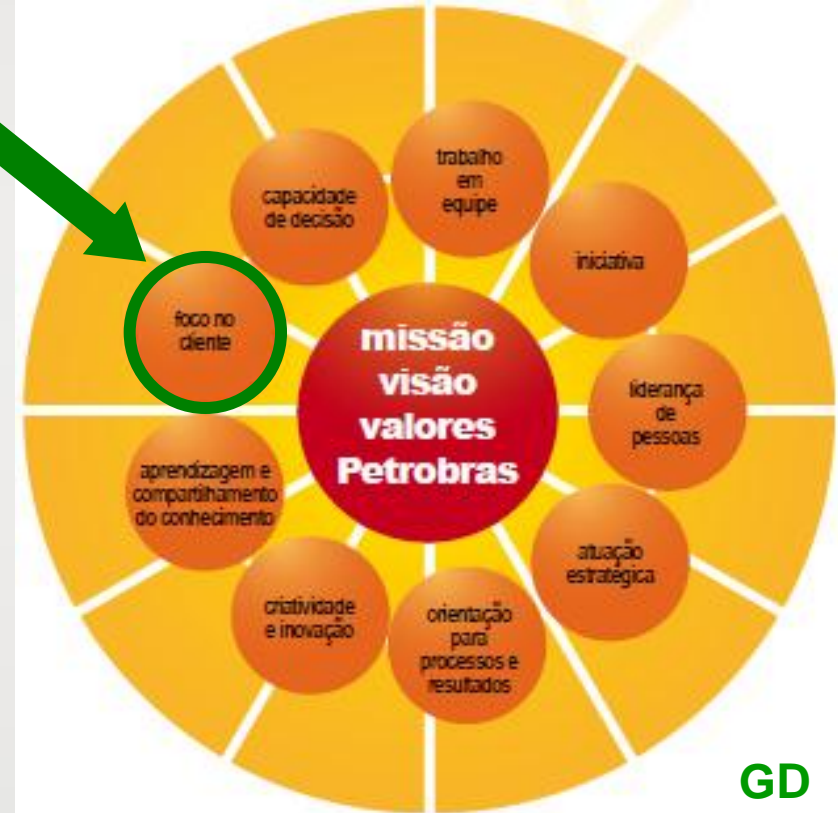 trabalho
em
equipe
capacidade
de decisão
iniciativa
foco no
cliente
missão
visão
valores
Petrobras
liderança
de
pessoais
aprendizagem e
compartilhamento
do conhecimento
atuação
estratégica
criatividade
e inovação
orientação
para
processos e
resultados
GD